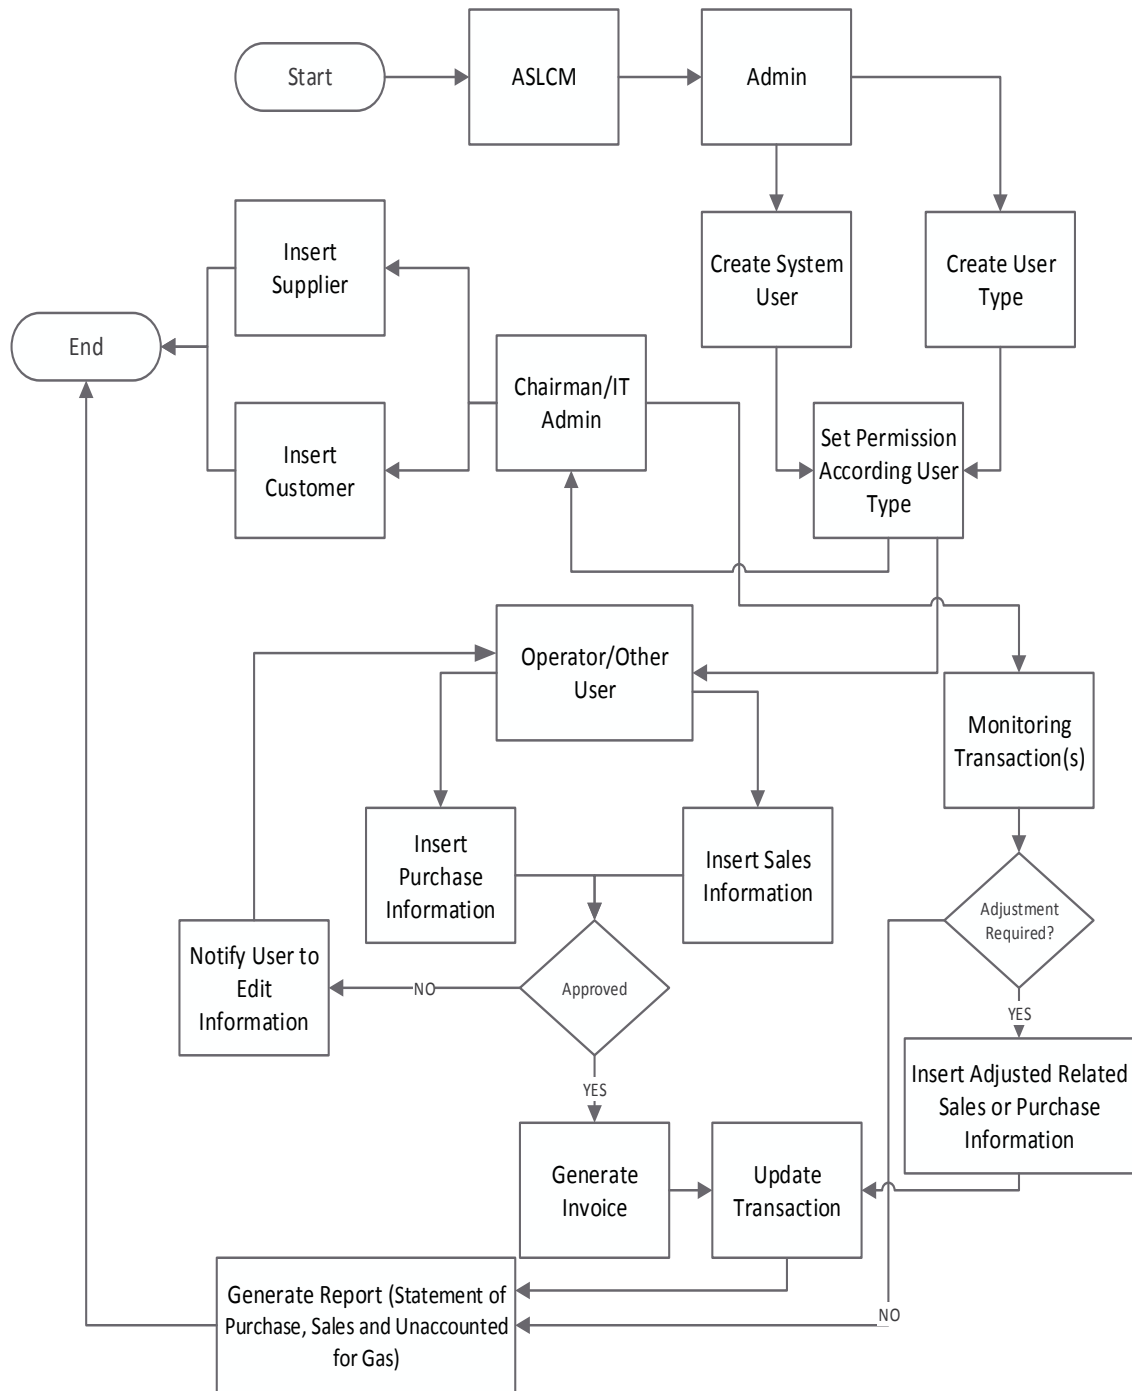 Start
ASLCM
Admin
Insert
Supplier
Create System
User
Create User
Type
End
Chairman/IT
Admin
Insert
Customer
Set Permission
According User
Type
Operator/Other
User
Monitoring
Transaction(s)
Insert
Purchase
Information
Insert Sales
Information
Adjustment
Required?
Notify User to
Edit
Information
NO
Approved
YES
YES
Insert Adjusted Related
Sales or Purchase
Information
Generate
Invoice
Update
Transaction
Generate Report (Statement of
Purchase, Sales and Unaccounted
for Gas)
NO